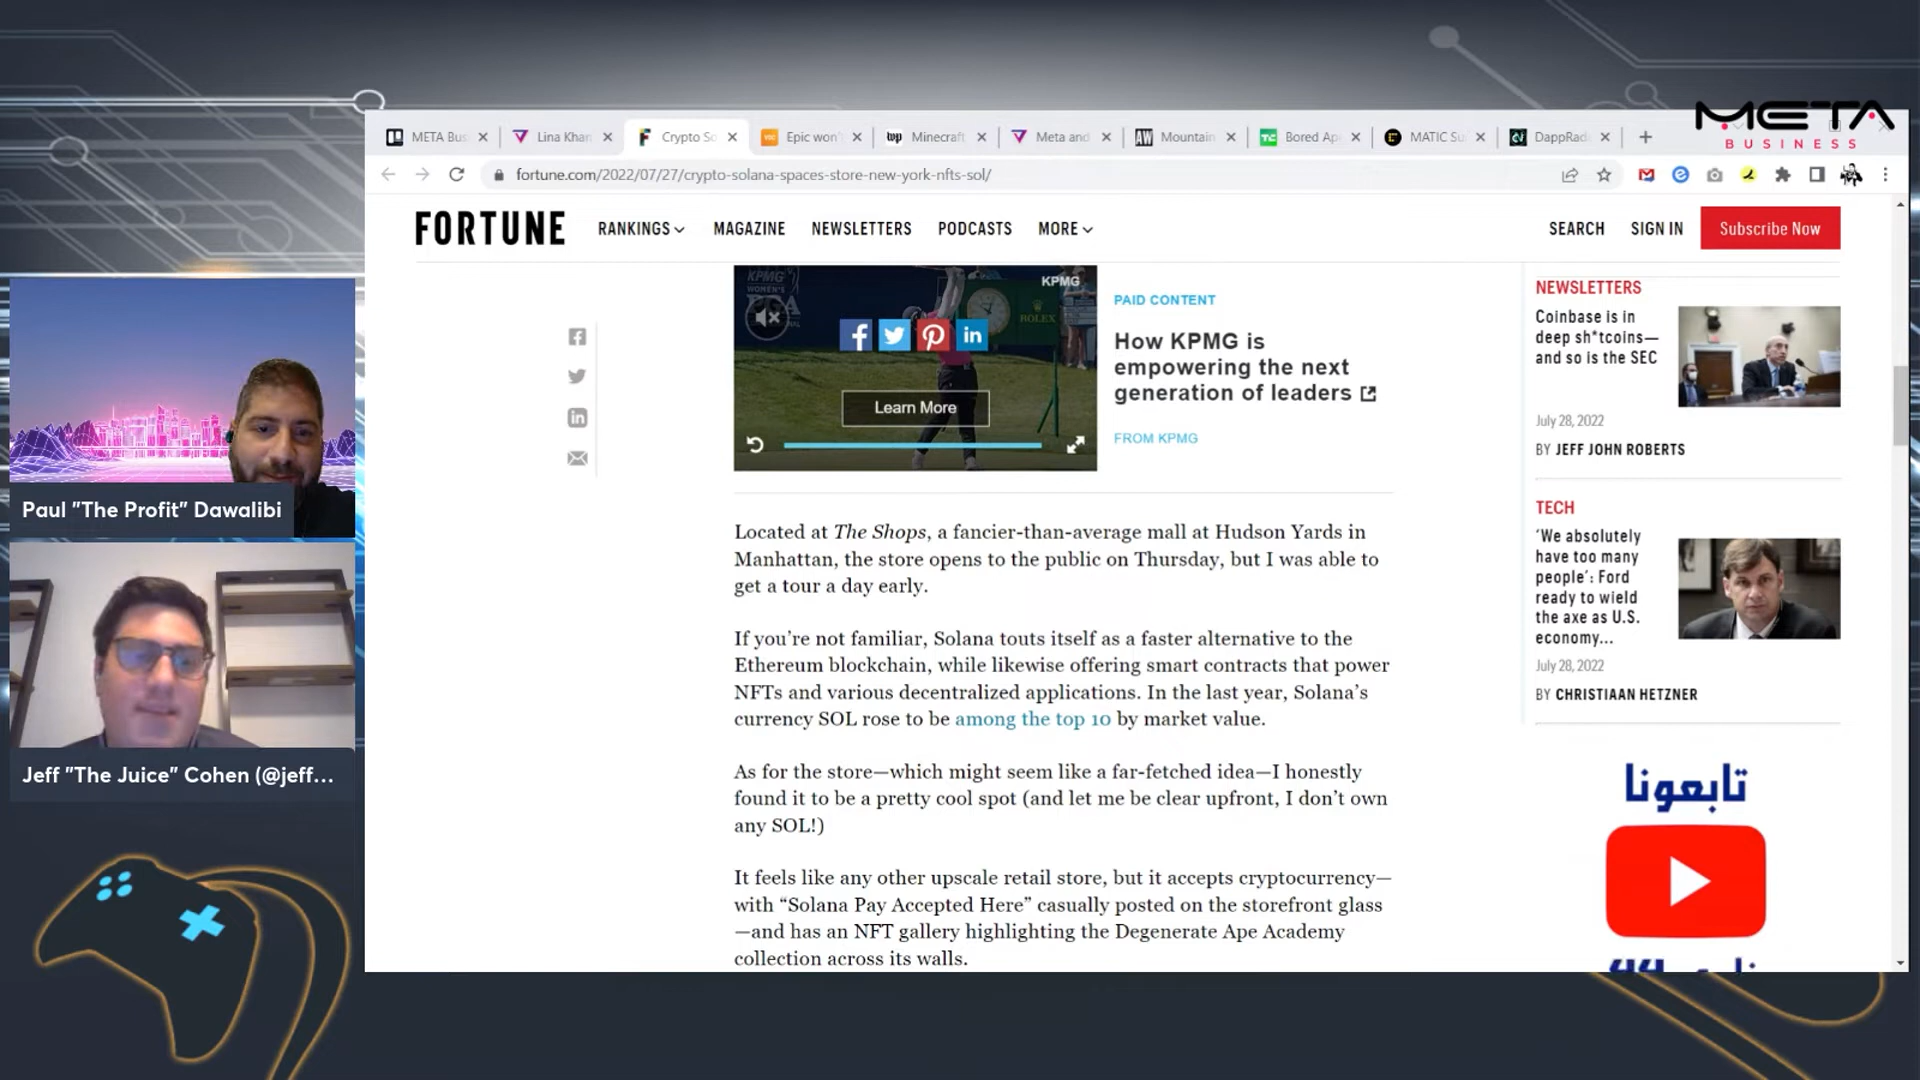 META
BUSINESS
META Bus
Lina Khan
Crypto So
Epic won'
Minecraft
Meta and
Mountain
Bored Ap
MATIC Su
DappRad
fortune.com/2022/07/27/crypto-solana-spaces-store-new-york-nfts-sol/
FORTUNE
RANKINGS
MAGAZINE
NEWSLETTERS
PODCASTS
MORE
SEARCH
SIGN IN
Subscribe Now
KPMG
WOMEN'S
PGA
KPMG
ROLEX
Learn More
PAID CONTENT
How KPMG is
empowering the next
generation of leaders
FROM KPMG
Located at The Shops, a fancier-than-average mall at Hudson Yards in
Manhattan, the store opens to the public on Thursday, but I was able to
get a tour a day early.
If you’re not familiar, Solana touts itself as a faster alternative to the
Ethereum blockchain, while likewise offering smart contracts that power
NFTs and various decentralized applications. In the last year, Solana’s
currency SOL rose to be among the top 10 by market value.
As for the store—which might seem like a far-fetched idea—I honestly
found it to be a pretty cool spot (and let me be clear upfront, I don’t own
any SOL!)
It feels like any other upscale retail store, but it accepts cryptocurrency—
with “Solana Pay Accepted Here” casually posted on the storefront glass
—and has an NFT gallery highlighting the Degenerate Ape Academy
collection across its walls.
NEWSLETTERS
Coinbase is in
deep sh*tcoins—
and so is the SEC
July 28, 2022
BY JEFF JOHN ROBERTS
TECH
‘We absolutely
have too many
people’: Ford
ready to wield
the axe as U.S.
economy...
July 28, 2022
BY CHRISTIAAN HETZNER
تابعونا
Paul "The Profit" Dawalibi
Jeff "The Juice" Cohen (@jeff...